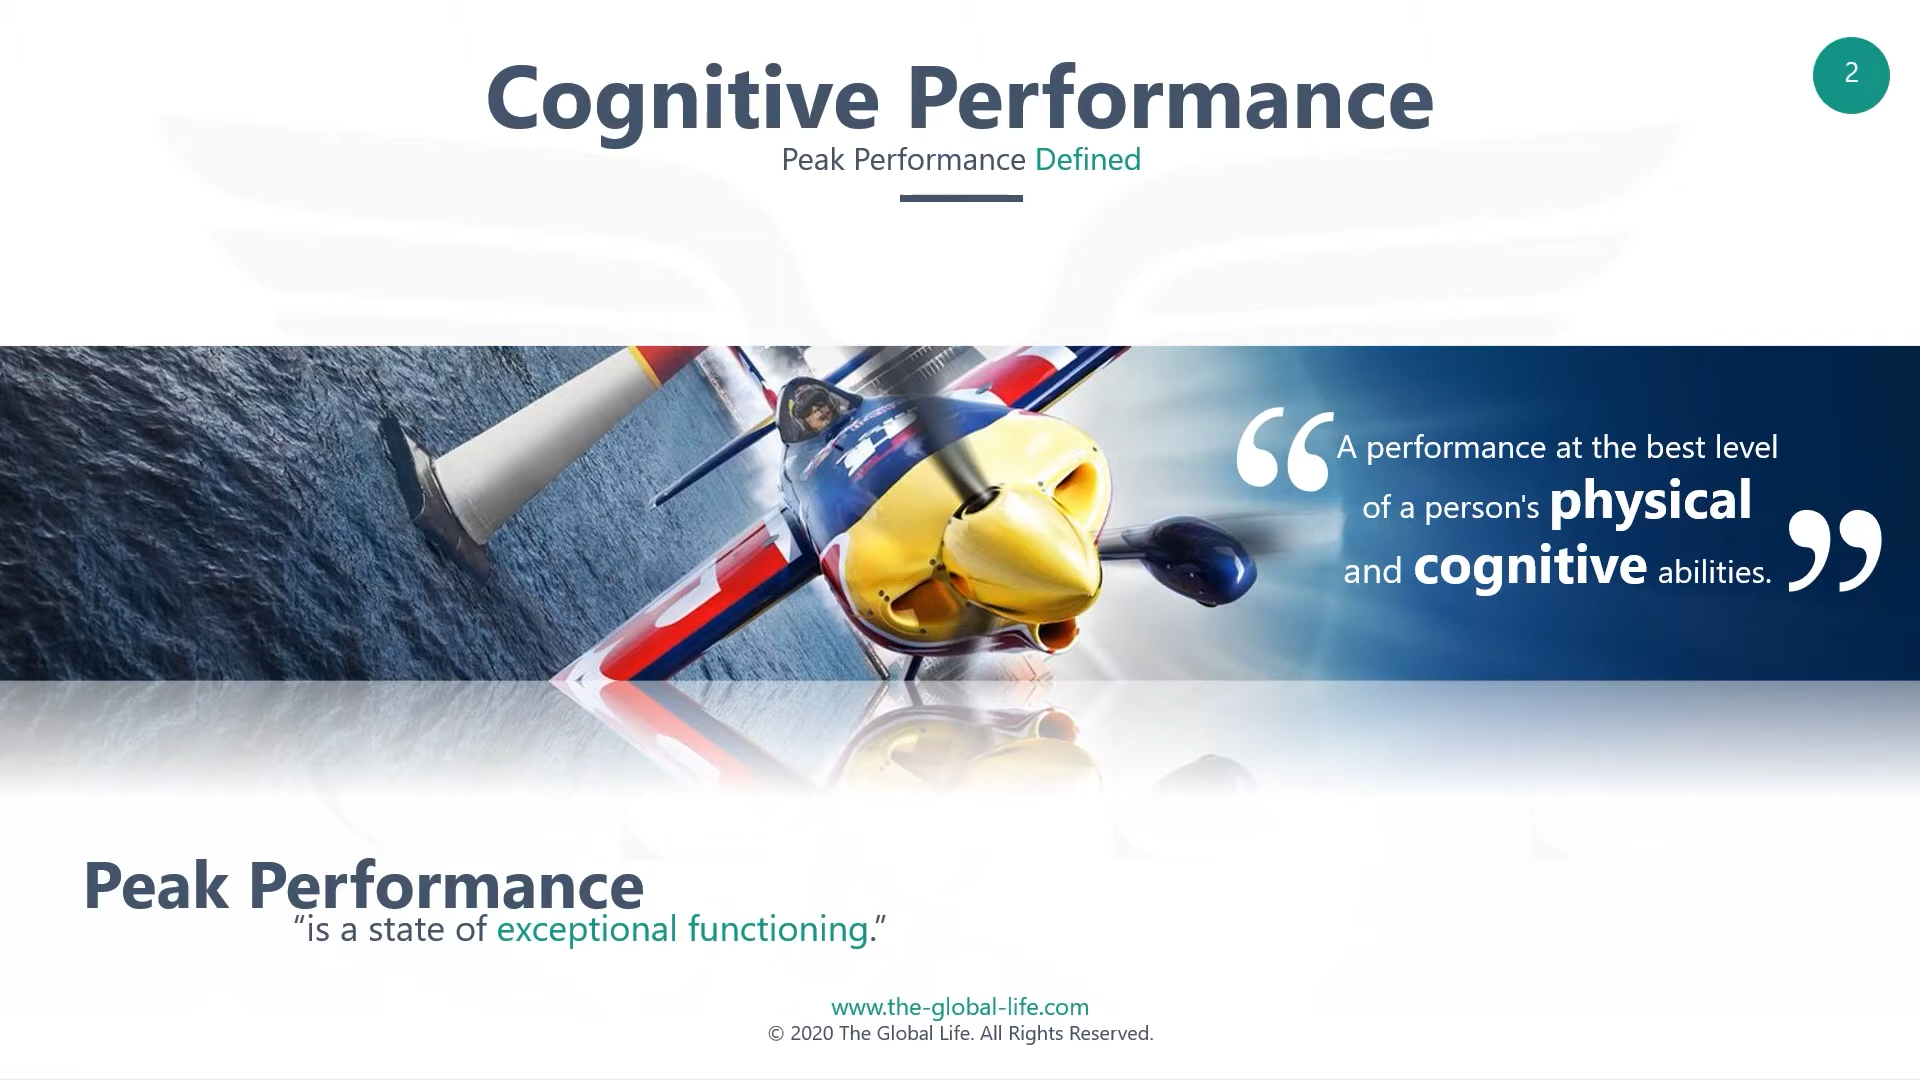 Cognitive Performance
2
Peak Performance Defined
“A performance at the best level
of a person's physical
and cognitive abilities.”
Peak Performance
“is a state of exceptional functioning.”
www.the-global-life.com
© 2020 The Global Life. All Rights Reserved.